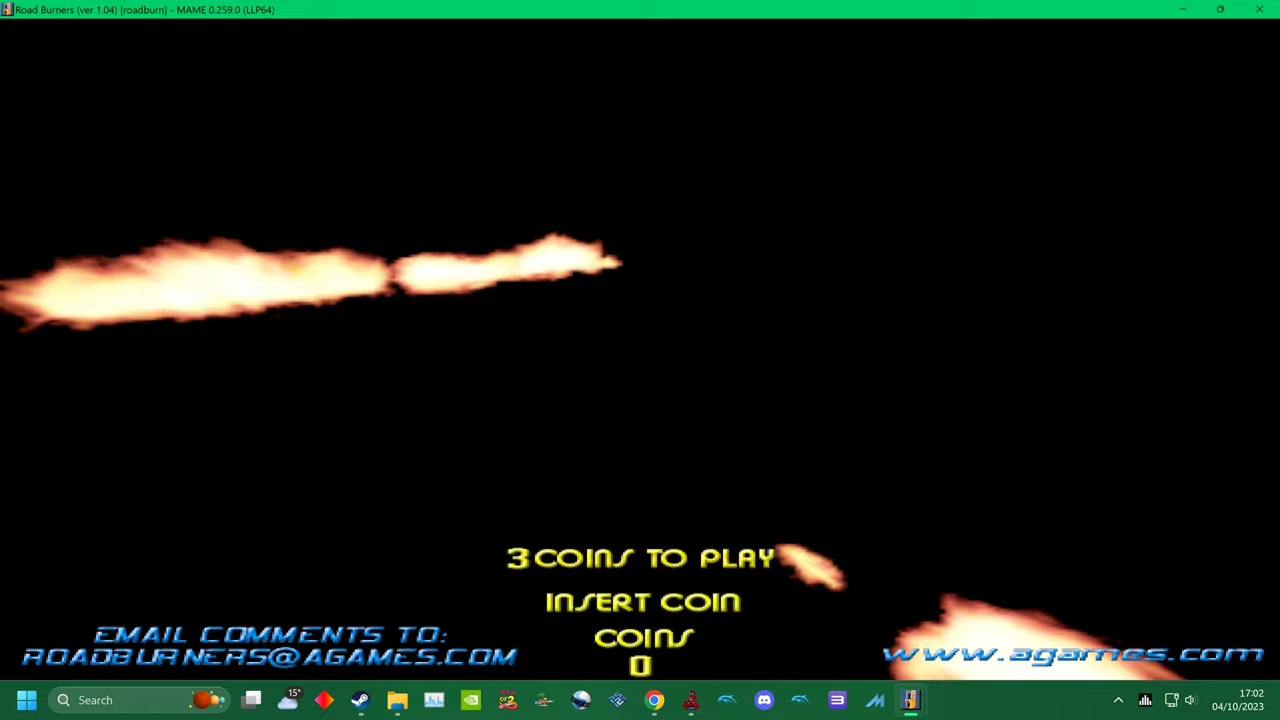 Road Burners (ver 1.04) [roadburn] - MAME 0.259.0 (LLP64)
3 COINS TO PLAY
INSERT COIN
COINS
0
EMAIL COMMENTS TO:
ROADBURNERS@AGAMES.COM
www.agames.com
Search
15°
17:02
04/10/2023